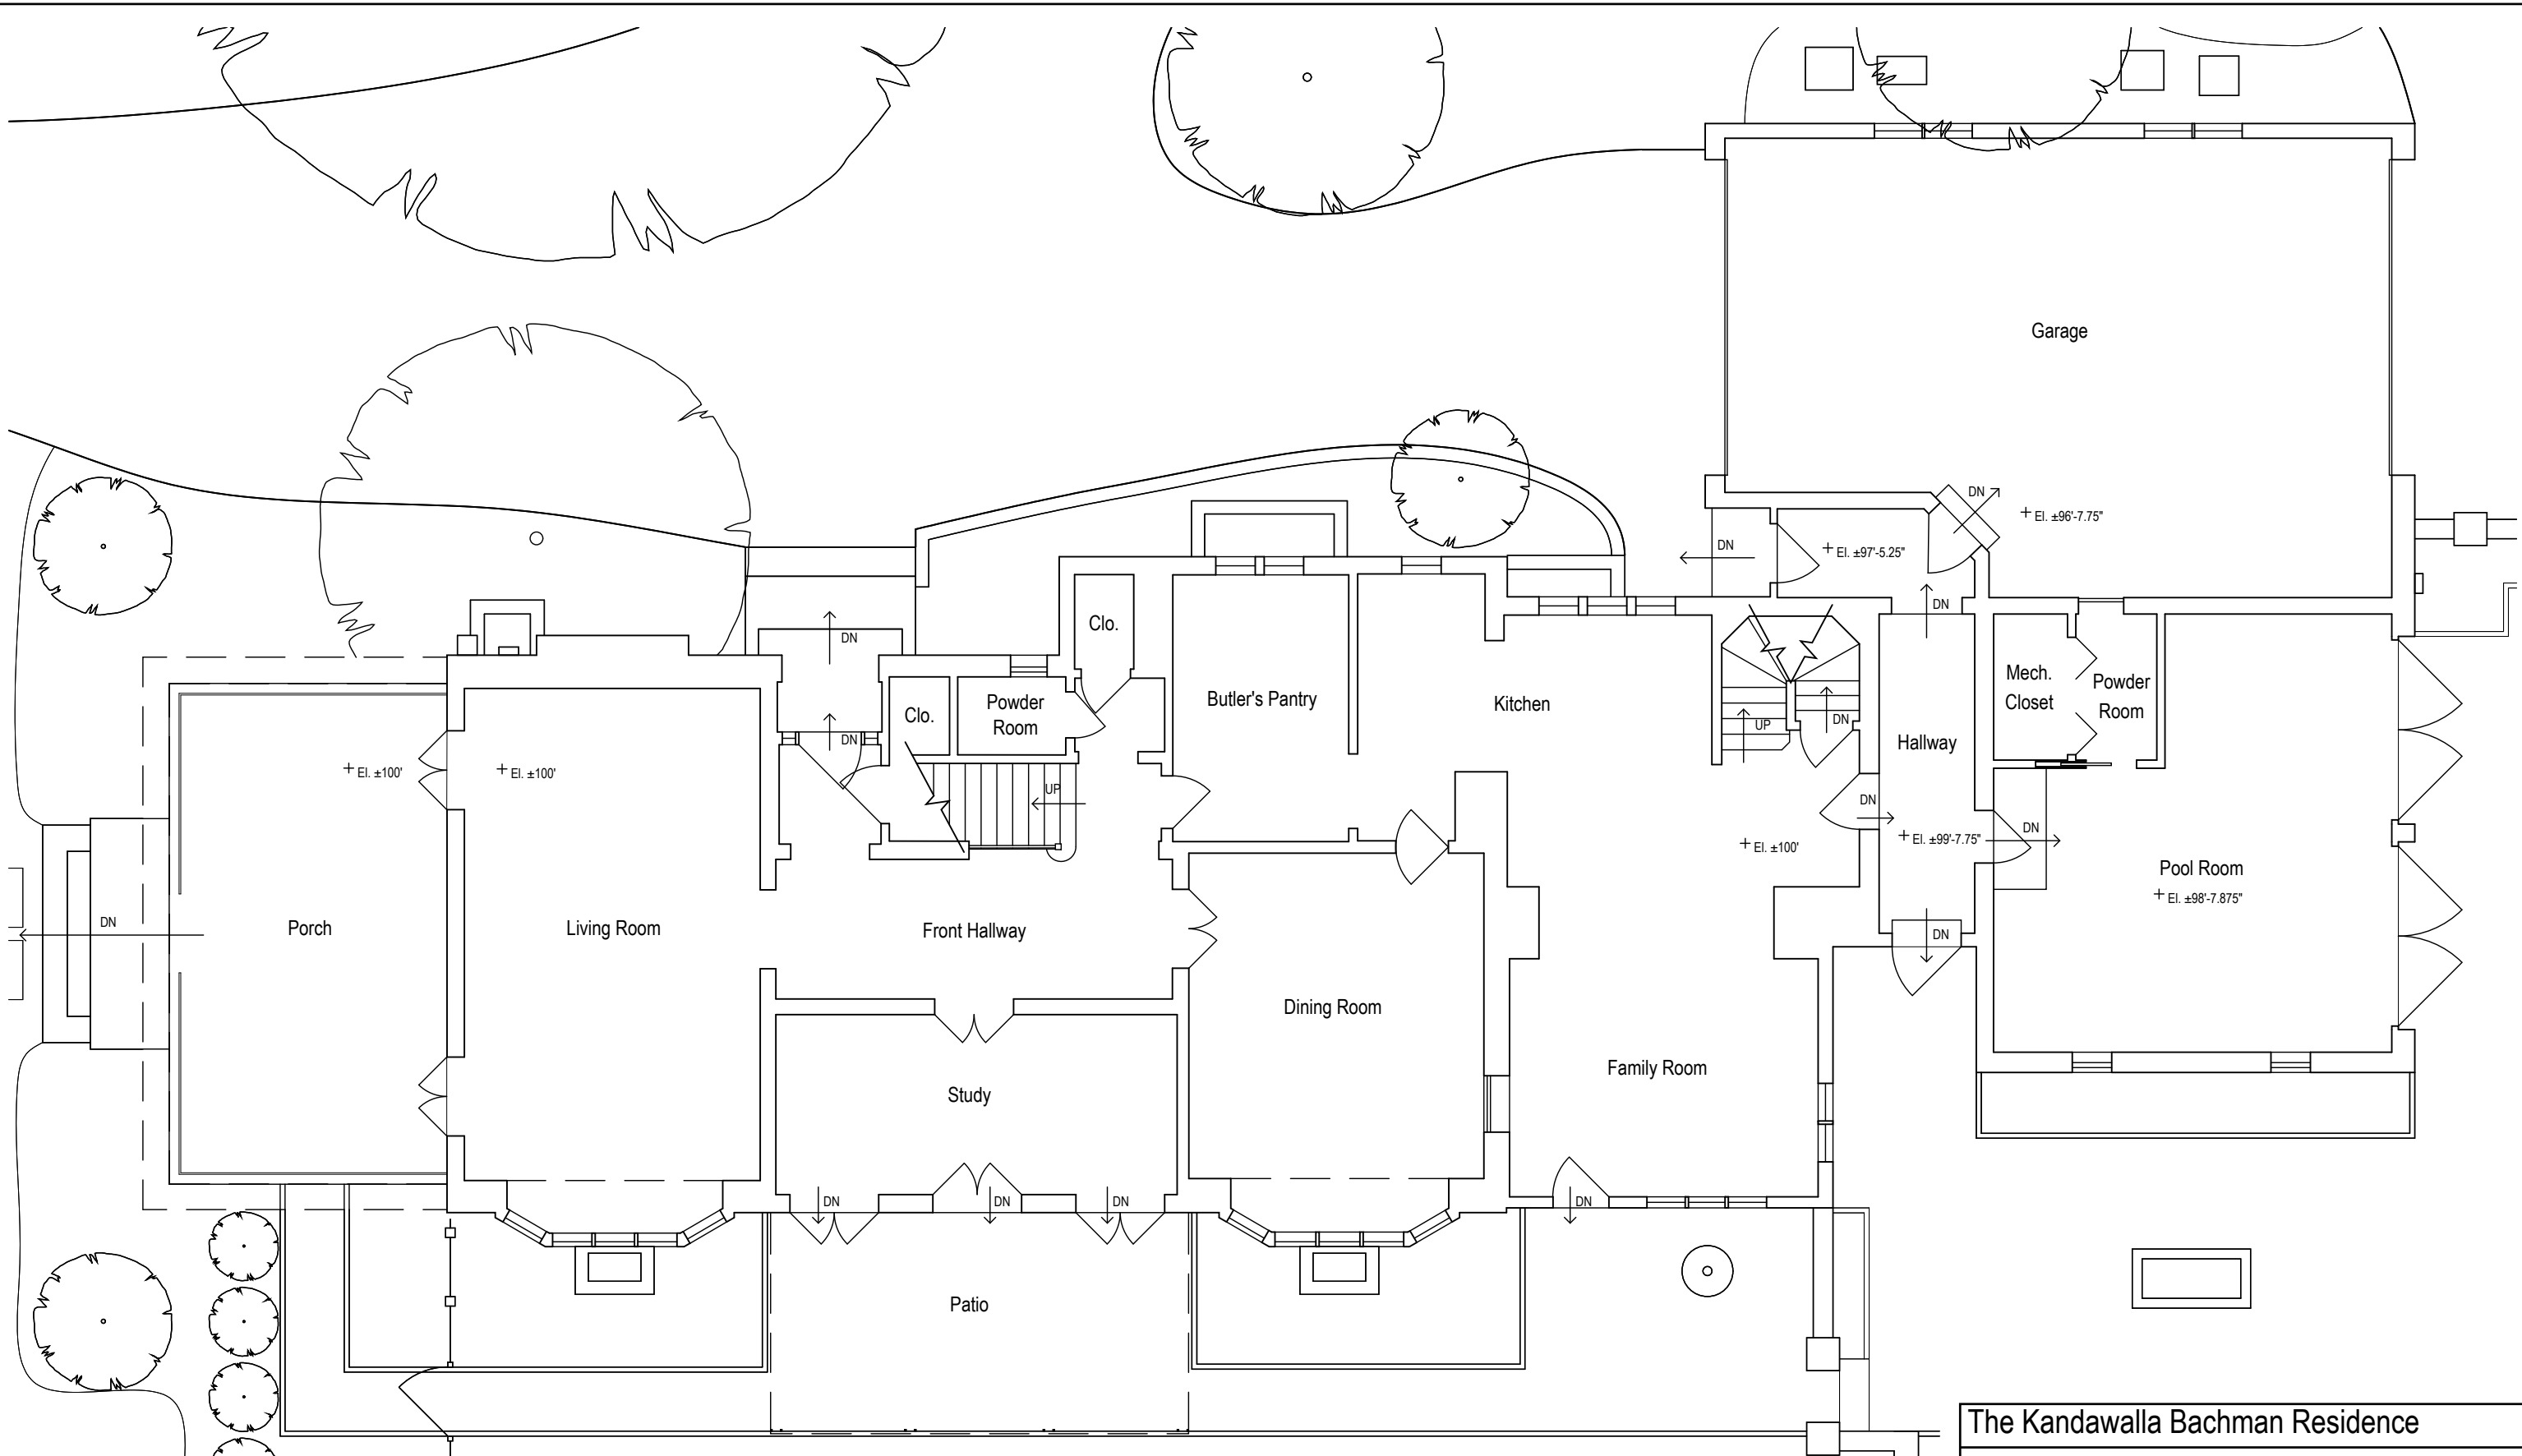 Garage
DN
El. ±96'-7.75"
DN
El. ±97'-5.25"
DN
Clo.
DN
Mech.
Closet
Powder
Room
Butler's Pantry
Kitchen
Powder
Room
Clo.
DN
UP
DN
Hallway
El. ±100'
El. ±100'
DN
UP
DN
El. ±100'
El. ±99'-7.75"
DN
Pool Room
El. ±98'-7.875"
DN
Porch
Living Room
Front Hallway
DN
Dining Room
Family Room
Study
DN
DN
DN
DN
Patio
The Kandawalla Bachman Residence